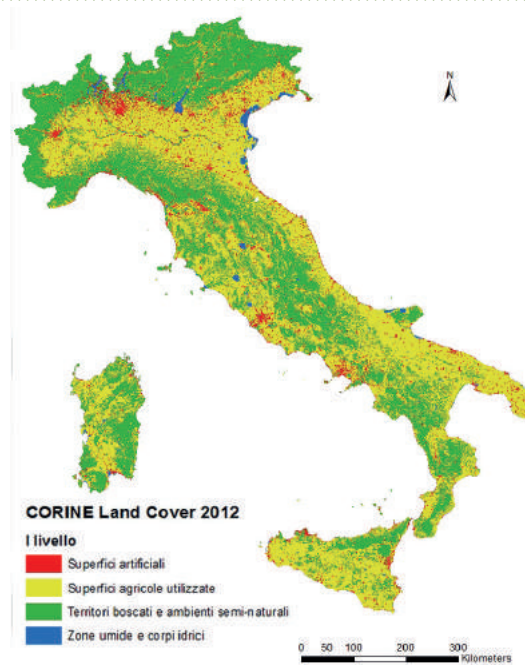 N
CORINE Land Cover 2012
I livello
Superfici artificiali
Superfici agricole utilizzate
Territori boscati e ambienti semi-naturali
Zone umide e corpi idrici
0 50 100 200 300
Kilometers